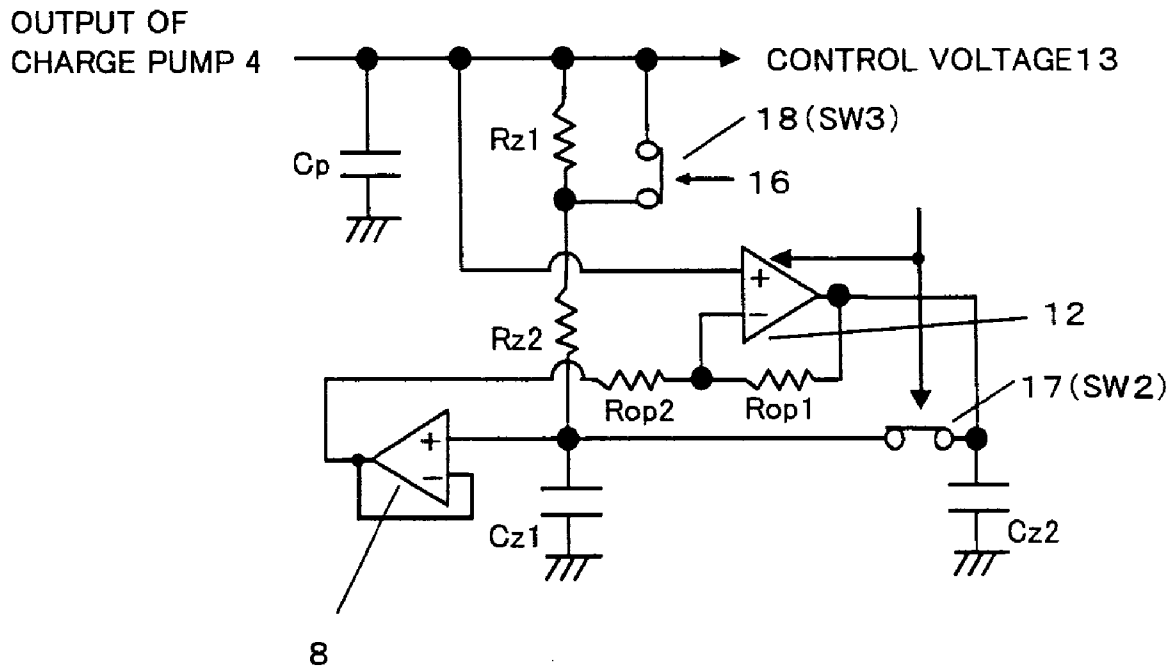 OUTPUT OF
CHARGE PUMP 4
CONTROL VOLTAGE13
Rz1
18(SW3)
Cp
16
12
Rz2
17(SW2)
Rop2
Rop1
Cz1
Cz2
8